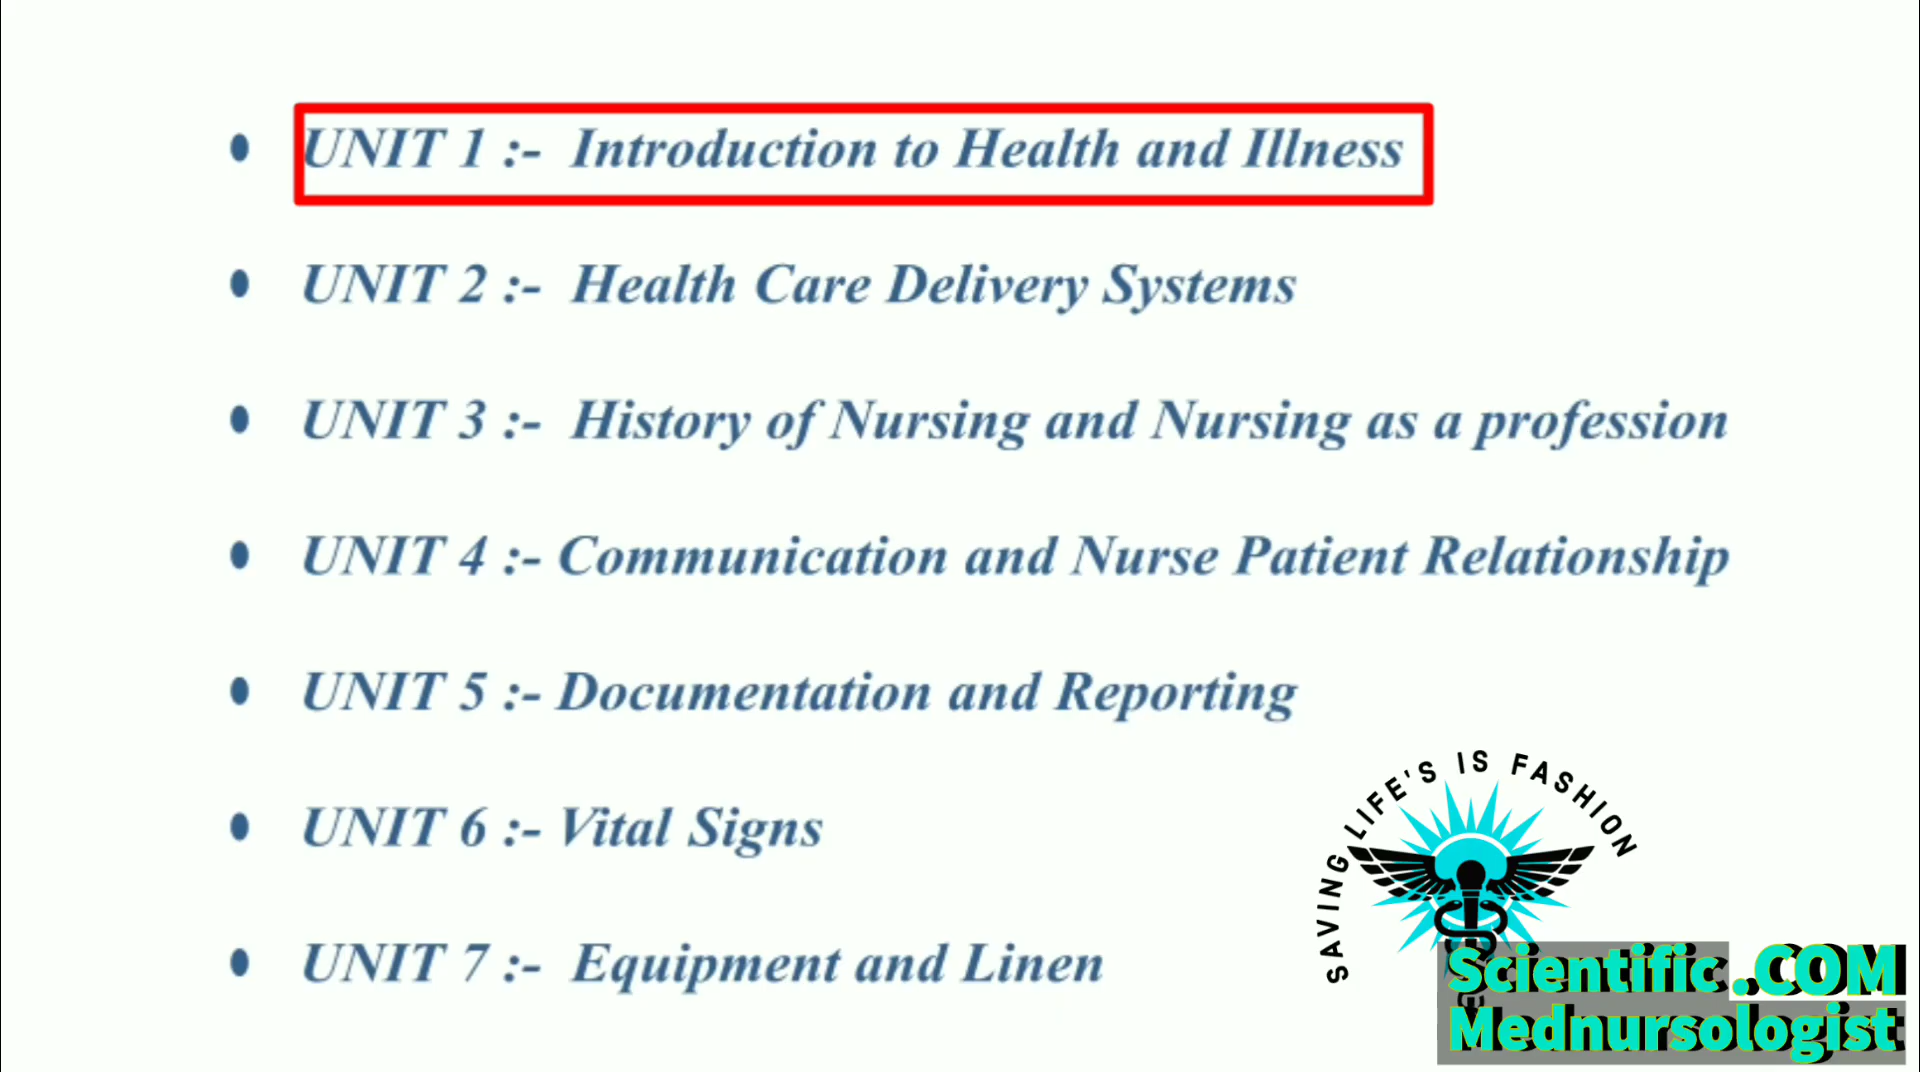 UNIT 1 :- Introduction to Health and Illness
UNIT 2 :- Health Care Delivery Systems
UNIT 3 :- History of Nursing and Nursing as a profession
UNIT 4 :- Communication and Nurse Patient Relationship
UNIT 5 :- Documentation and Reporting
UNIT 6 :- Vital Signs
UNIT 7 :- Equipment and Linen
SAVING LIFE'S IS FASHION
Scientific .COM
Mednursologist